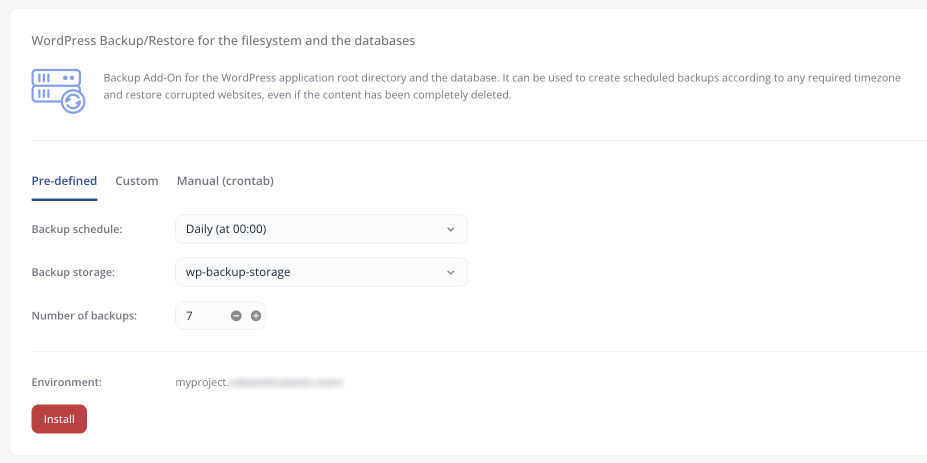 WordPress Backup/Restore for the filesystem and the databases
Backup Add-On for the WordPress application root directory and the database. It can be used to create scheduled backups according to any required timezone
and restore corrupted websites, even if the content has been completely deleted.
Pre-defined Custom Manual (crontab)
Backup schedule: Daily (at 00:00)
Backup storage: wp-backup-storage
Number of backups: 7
Environment: myproject.
Install